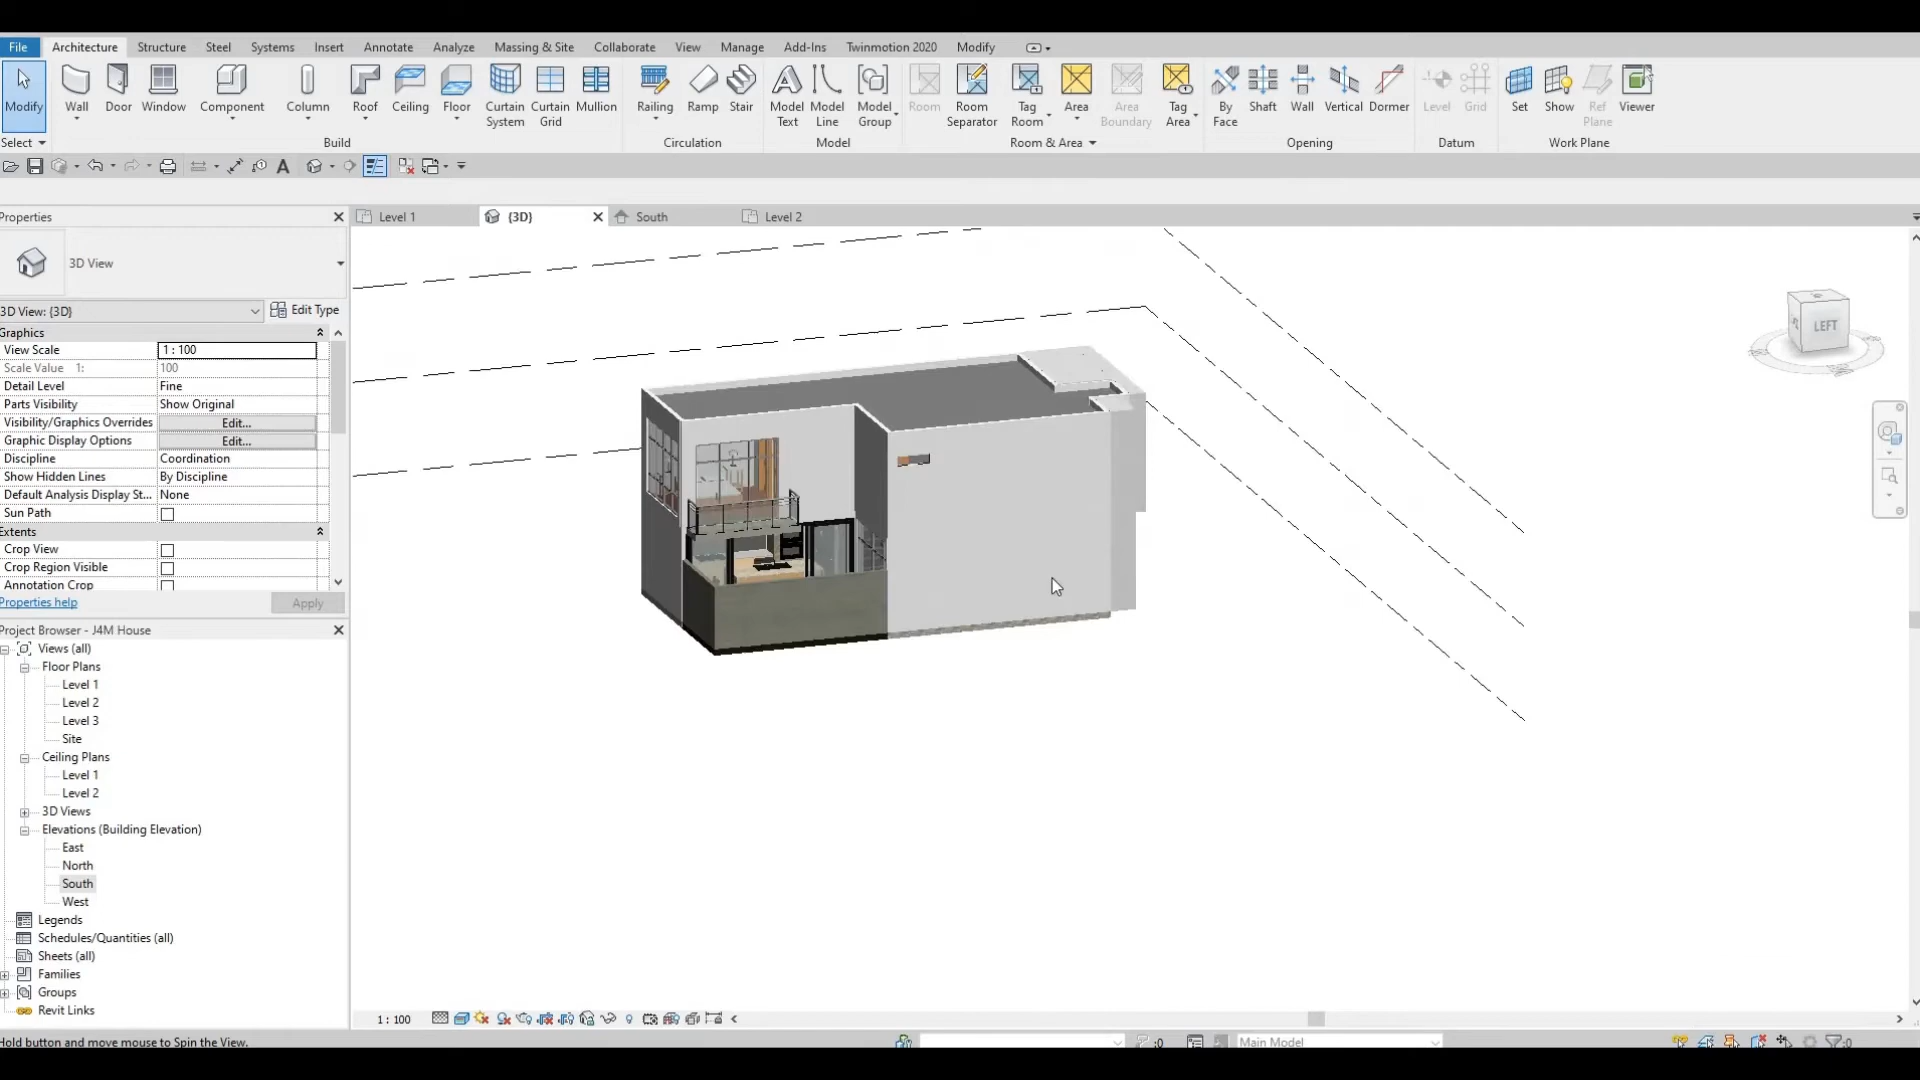 File Architecture Structure Steel Systems Insert Annotate Analyze Massing & Site Collaborate View Manage Add-Ins Twinmotion 2020 Modify
Modify Wall Door Window Component Column Roof Ceiling Floor Curtain System Curtain Grid Mullion Railing Ramp Stair Model Text Model Line Model Group Room Room Separator Tag Room Area Area Boundary Tag Area By Face Shaft Wall Vertical Dormer Level Grid Set Show Ref Plane Viewer
Select Build Circulation Model Room & Area Opening Datum Work Plane
Properties
Level 1 {3D} South Level 2
3D View
3D View: {3D} Edit Type
Graphics
View Scale 1 : 100
Scale Value 1: 100
Detail Level Fine
Parts Visibility Show Original
Visibility/Graphics Overrides Edit...
Graphic Display Options Edit...
Discipline Coordination
Show Hidden Lines By Discipline
Default Analysis Display St... None
Sun Path
Extents
Crop View
Crop Region Visible
Annotation Crop
Properties help Apply
LEFT
Project Browser - J4M House
Views (all)
Floor Plans
Level 1
Level 2
Level 3
Site
Ceiling Plans
Level 1
Level 2
3D Views
Elevations (Building Elevation)
East
North
South
West
Legends
Schedules/Quantities (all)
Sheets (all)
Families
Groups
Revit Links
1 : 100
Hold button and move mouse to Spin the View. :0 Main Model :0